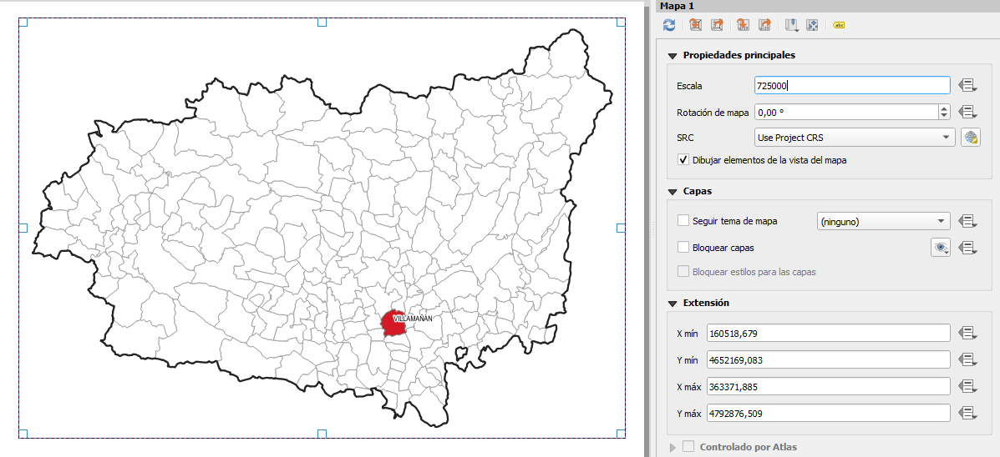 Mapa 1
abc
Propiedades principales
Escala
725000
Rotación de mapa
0,00 °
SRC
Use Project CRS
Dibujar elementos de la vista del mapa
Capas
Seguir tema de mapa
(ninguno)
Bloquear capas
Bloquear estilos para las capas
VILLAMAÑÁN
Extensión
X mín
160518,679
Y mín
4652169,083
X máx
363371,885
Y máx
4792876,509
Controlado por Atlas